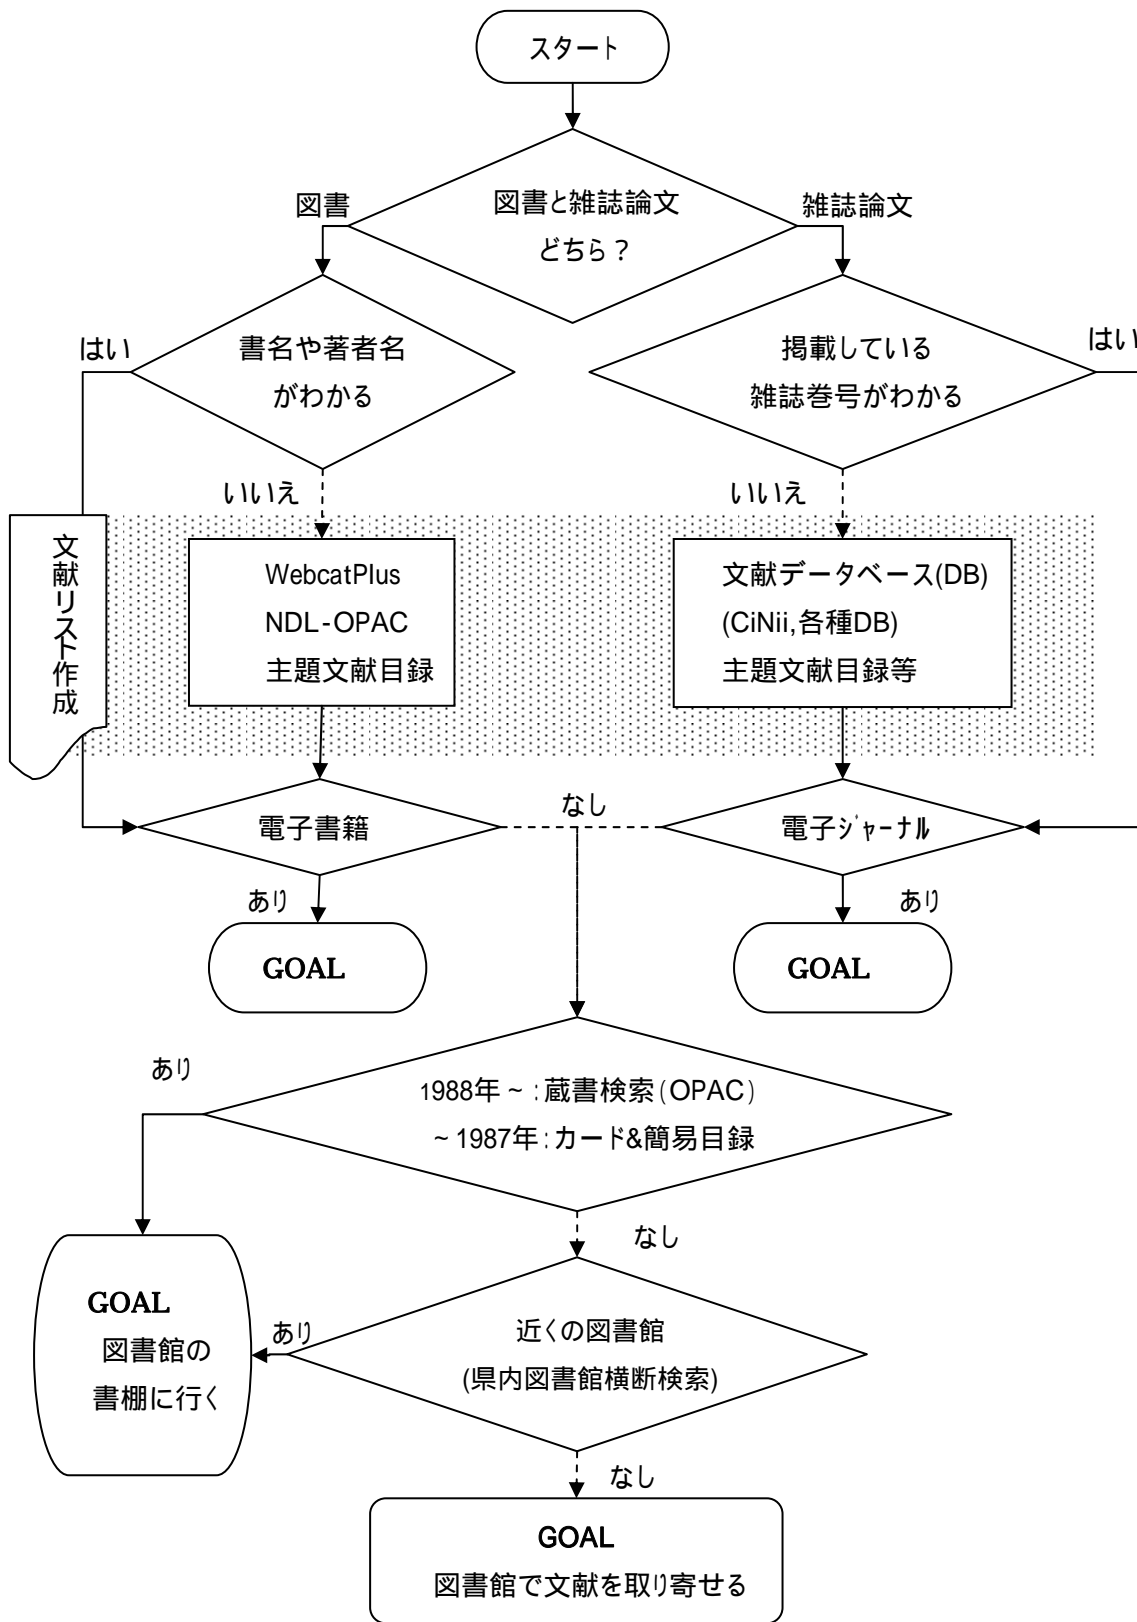 スタート
図書と雑誌論文
どちら？
図書
雑誌論文
書名や著者名
がわかる
はい
掲載している
雑誌巻号がわかる
はい
いいえ
いいえ
文献リスト作成
WebcatPlus
NDL-OPAC
主題文献目録
文献データベース(DB)
(CiNii,各種DB)
主題文献目録等
電子書籍
なし
電子ｼﾞｬｰﾅﾙ
あり
あり
GOAL
GOAL
あり
1988年～:蔵書検索(OPAC)
～1987年:カード&簡易目録
なし
GOAL
図書館の
書棚に行く
あり
近くの図書館
(県内図書館横断検索)
なし
GOAL
図書館で文献を取り寄せる